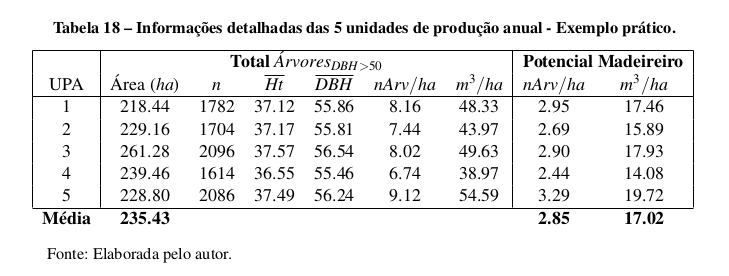 Tabela 18 – Informações detalhadas das 5 unidades de produção anual - Exemplo prático.
Total Árvores DBH>50 Potencial Madeireiro
UPA Área (ha) n Ht DBH nArv/ha m³/ha nArv/ha m³/ha
1 218.44 1782 37.12 55.86 8.16 48.33 2.95 17.46
2 229.16 1704 37.17 55.81 7.44 43.97 2.69 15.89
3 261.28 2096 37.57 56.54 8.02 49.63 2.90 17.93
4 239.46 1614 36.55 55.46 6.74 38.97 2.44 14.08
5 228.80 2086 37.49 56.24 9.12 54.59 3.29 19.72
Média 235.43 2.85 17.02
Fonte: Elaborada pelo autor.